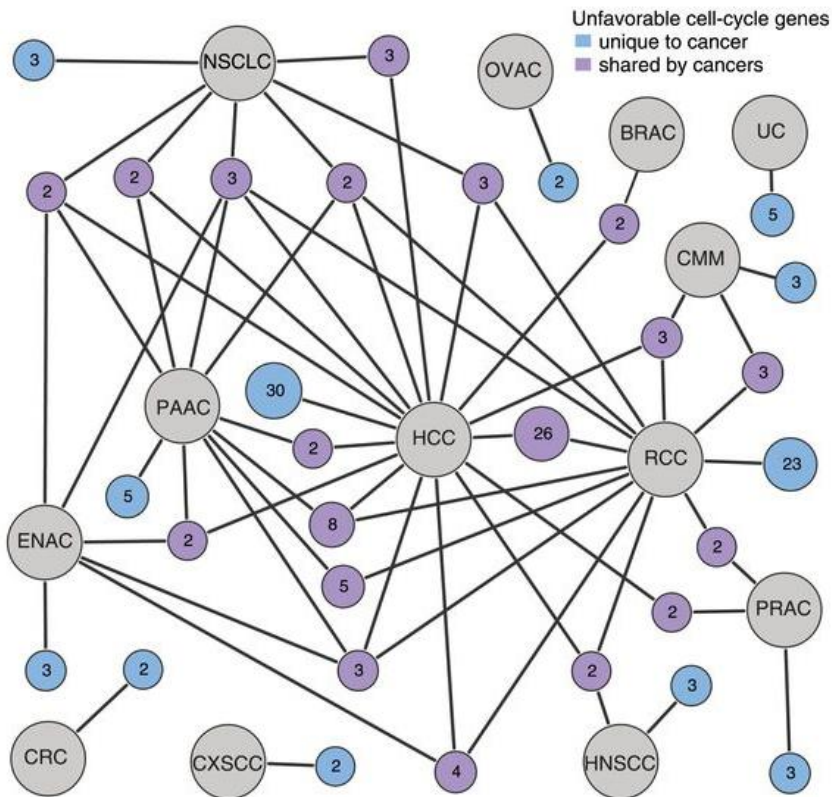 Unfavorable cell-cycle genes
unique to cancer
shared by cancers
3
NSCLC
3
OVAC
BRAC
UC
2
2
3
2
3
2
2
5
CMM
3
3
3
PAAC
30
HCC
26
RCC
23
2
5
8
ENAC
2
2
5
PRAC
2
3
2
3
2
3
CRC
CXSCC
2
4
HNSCC
3